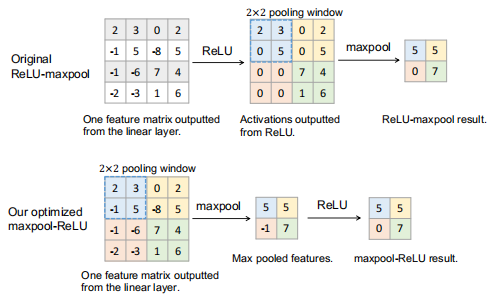 2×2 pooling window
2 3 0 2
-1 5 -8 5
-1 -6 7 4
-2 -3 1 6
ReLU
2 3 0 2
0 5 0 5
0 0 7 4
0 0 1 6
maxpool
5 5
0 7
Original
ReLU-maxpool
One feature matrix outputted
from the linear layer.
Activations outputted
from ReLU.
ReLU-maxpool result.
2×2 pooling window
2 3 0 2
-1 5 -8 5
-1 -6 7 4
-2 -3 1 6
maxpool
5 5
-1 7
ReLU
5 5
0 7
Our optimized
maxpool-ReLU
Max pooled features.
maxpool-ReLU result.
One feature matrix outputted
from the linear layer.